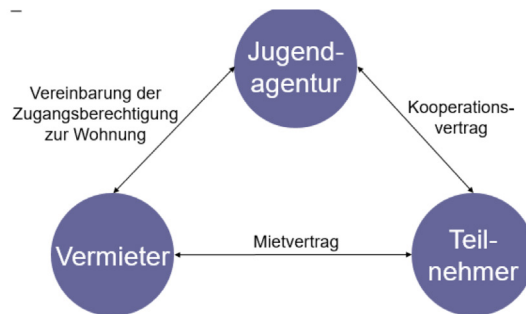 Jugend-
agentur
Vereinbarung der
Zugangsberechtigung
zur Wohnung
Kooperations-
vertrag
Vermieter
Mietvertrag
Teil-
nehmer